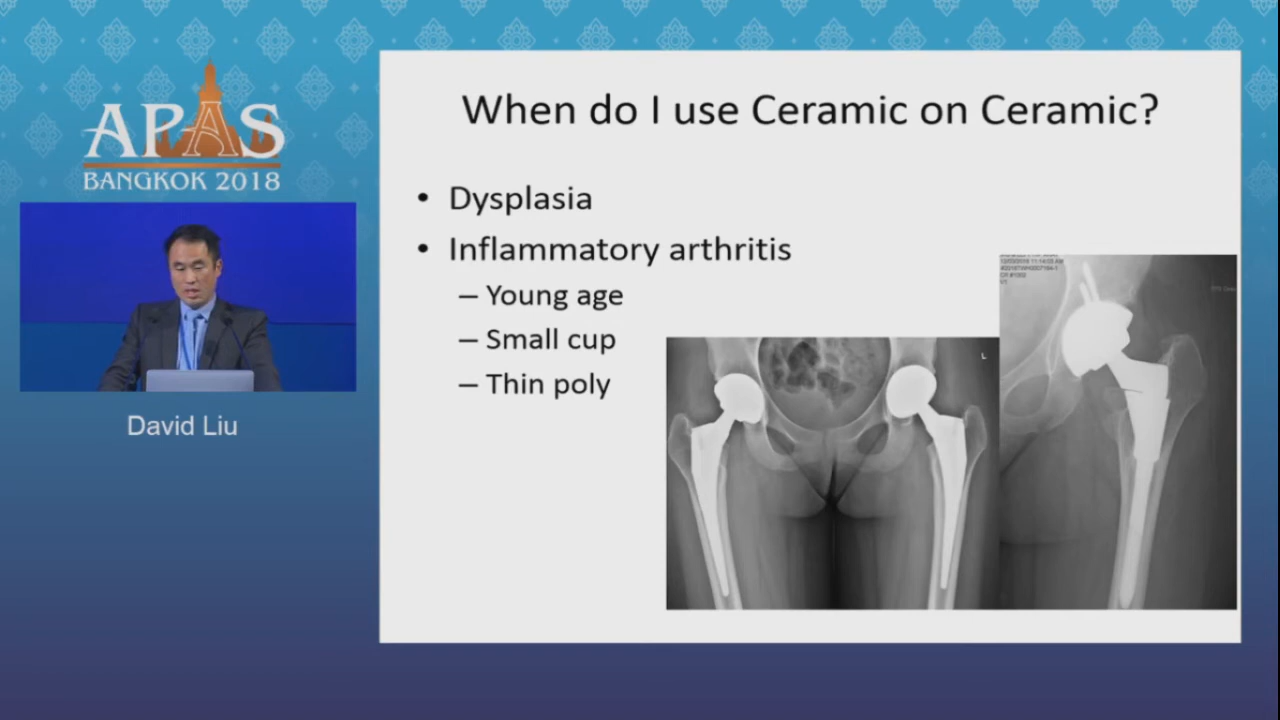 APAS
BANGKOK 2018
David Liu
When do I use Ceramic on Ceramic?
• Dysplasia
• Inflammatory arthritis
– Young age
– Small cup
– Thin poly
L